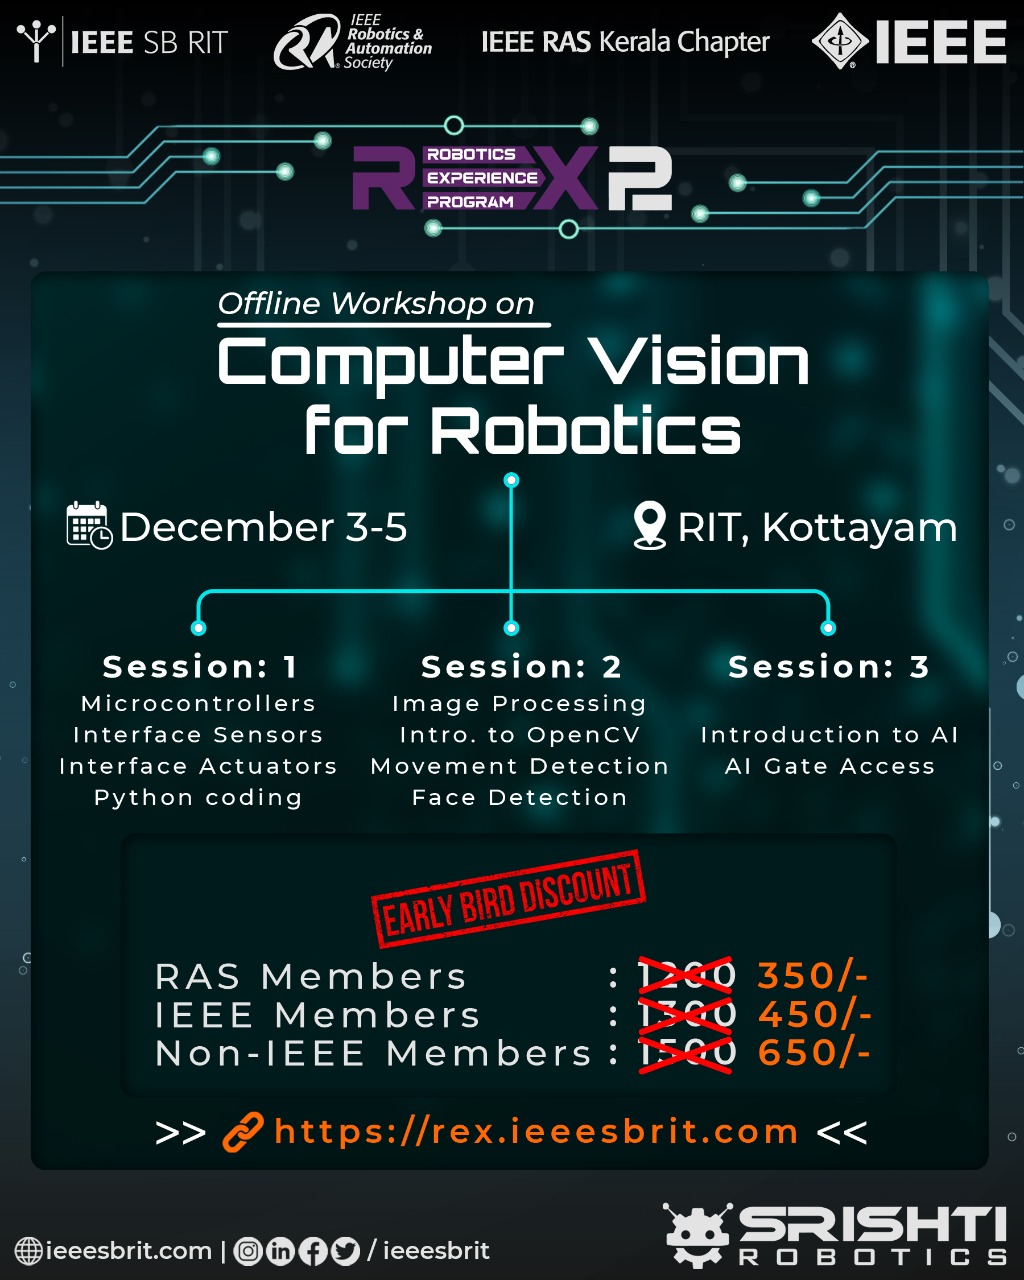 IEEE SB RIT
IEEE
Robotics &
Automation
Society
IEEE RAS Kerala Chapter
IEEE
REX2
ROBOTICS
EXPERIENCE
PROGRAM
Offline Workshop on
Computer Vision
for Robotics
December 3-5
RIT, Kottayam
Session: 1
Microcontrollers
Interface Sensors
Interface Actuators
Python coding
Session: 2
Image Processing
Intro. to OpenCV
Movement Detection
Face Detection
Session: 3
Introduction to AI
AI Gate Access
EARLY BIRD DISCOUNT
RAS Members : 1200 350/-
IEEE Members : 1300 450/-
Non-IEEE Members : 1500 650/-
>> https://rex.ieeesbrit.com <<
ieeesbrit.com | / ieeesbrit
SRISHTI
ROBOTICS